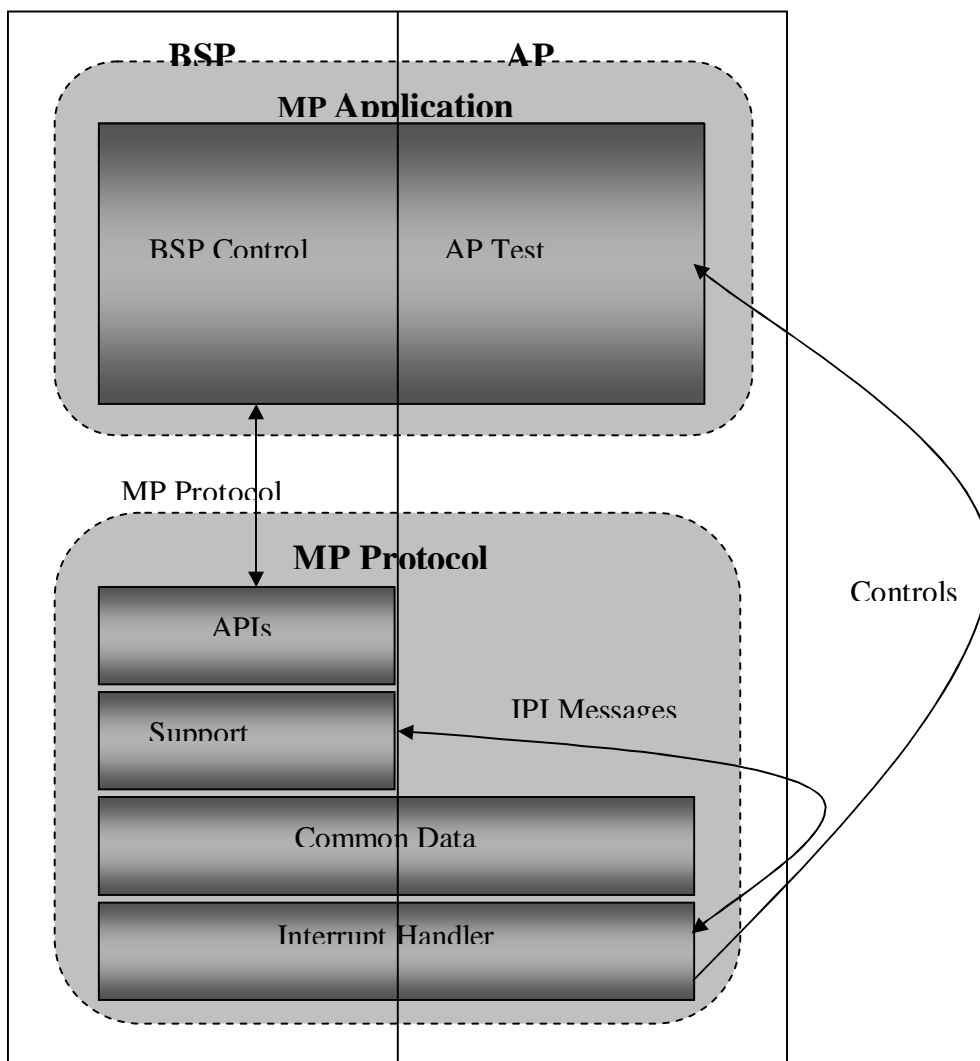 BSP
AP
MP Application
BSP Control
AP Test
MP Protocol
MP Protocol
Controls
APIs
IPI Messages
Support
Common Data
Interrupt Handler